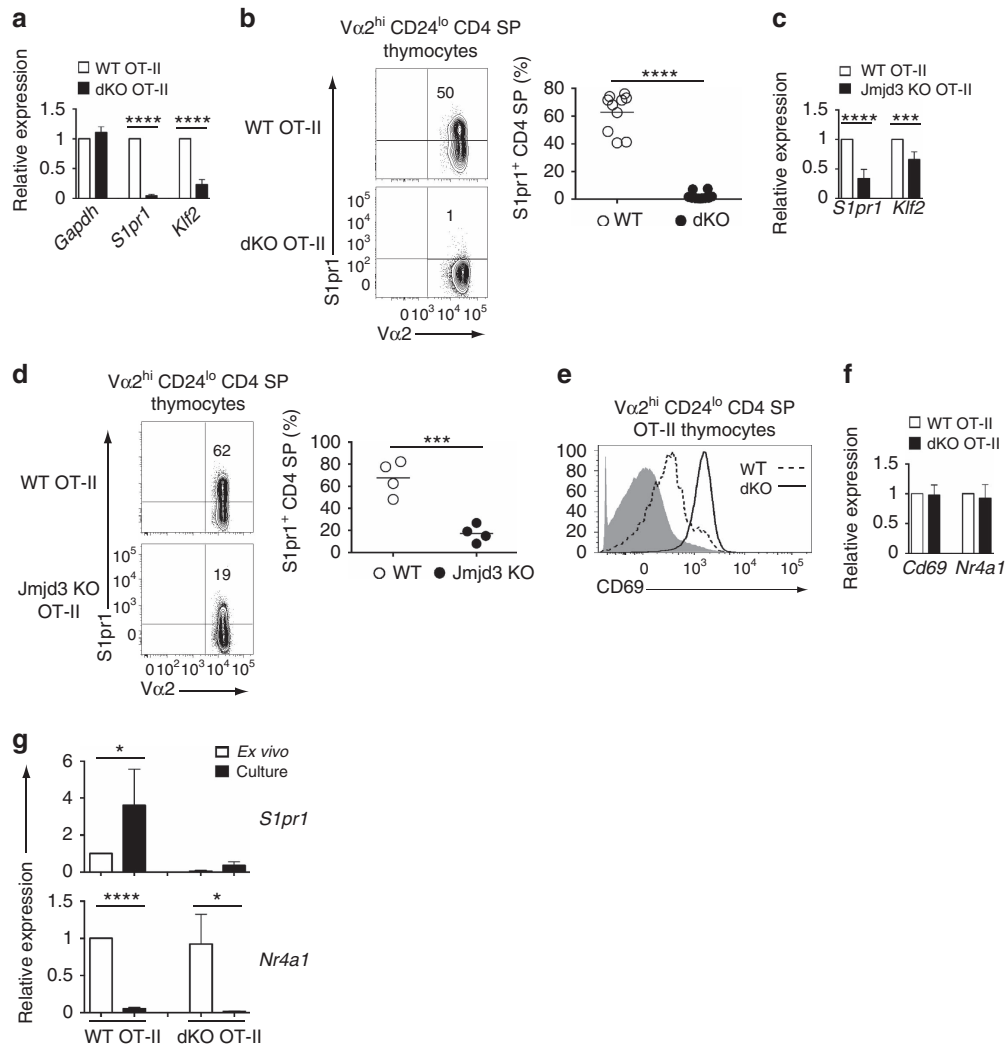 a
WT OT-II
dKO OT-II
Relative expression
1.5
1
0.5
0
****
****
Gapdh
S1pr1
Klf2
b
Vα2hi CD24lo CD4 SP
thymocytes
WT OT-II
50
dKO OT-II
1
10⁵
10⁴
10³
10²
0
S1pr1
0 10³ 10⁴ 10⁵
Vα2
S1pr1⁺ CD4 SP (%)
80
60
40
20
0
****
WT
dKO
c
WT OT-II
Jmjd3 KO OT-II
Relative expression
1.5
1
0.5
0
****
***
S1pr1
Klf2
d
Vα2hi CD24lo CD4 SP
thymocytes
WT OT-II
62
Jmjd3 KO
OT-II
19
10⁵
10⁴
10³
0
S1pr1
0 10² 10³ 10⁴ 10⁵
Vα2
S1pr1⁺ CD4 SP (%)
100
80
60
40
20
0
***
WT
Jmjd3 KO
e
Vα2hi CD24lo CD4 SP
OT-II thymocytes
100
80
60
40
20
0
WT
dKO
0 10³ 10⁴ 10⁵
CD69
f
WT OT-II
dKO OT-II
Relative expression
1.5
1
0.5
0
Cd69
Nr4a1
g
Ex vivo
Culture
Relative expression
6
4
2
0
*
S1pr1
1.5
1
0.5
0
****
*
Nr4a1
WT OT-II
dKO OT-II